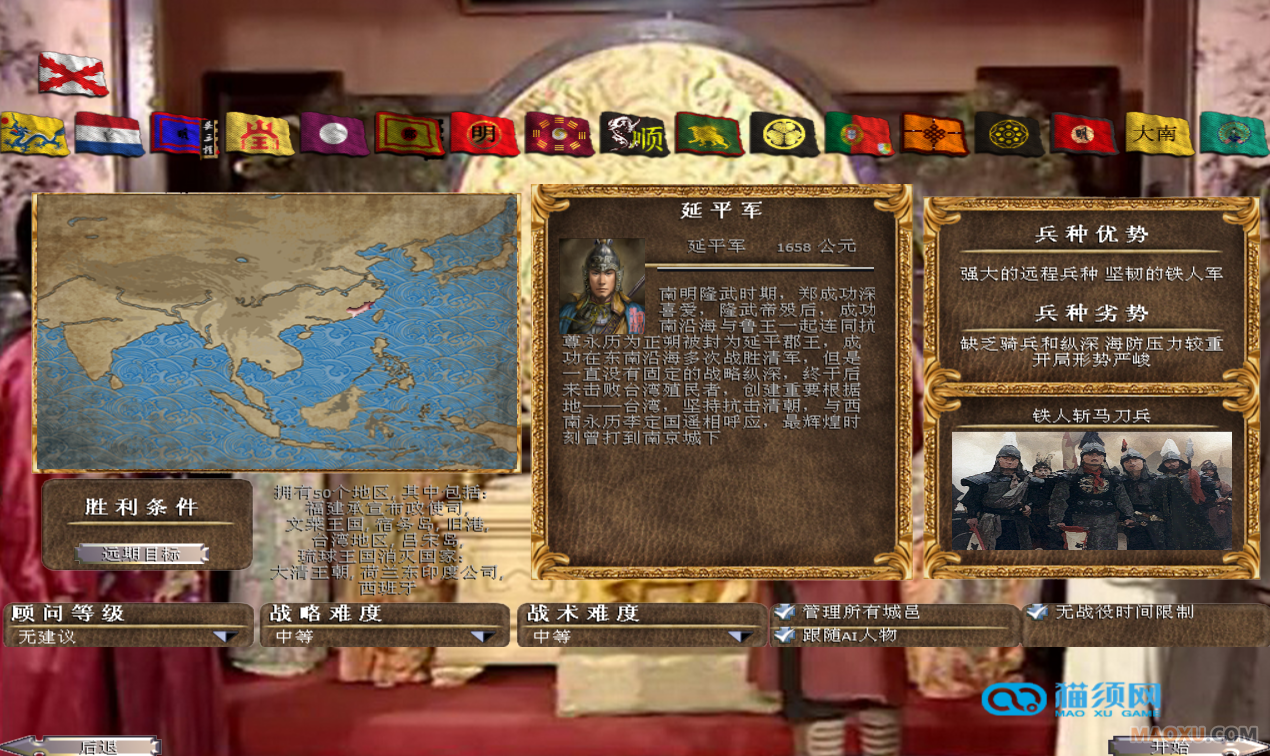 明
顺
大南
延平军
延平军 1658 公元
南明隆武时期，郑成功深
喜爱，隆武帝殁后，成功
南沿海与鲁王一起连同抗
尊永历为正朔被封为延平郡王，成
功在东南沿海多次战胜清军，但是
一直没有固定的战略纵深，终于后
来击败台湾殖民者，创建重要根据
地——台湾，坚持抗击清朝，与西
南永历李定国遥相呼应，最辉煌时
刻曾打到南京城下
兵种优势
强大的远程兵种 坚韧的铁人军
兵种劣势
缺乏骑兵和纵深 海防压力较重
开局形势严峻
铁人斩马刀兵
胜利条件
远期目标
拥有50个地区，其中包括：
福建承宣布政使司，
文莱王国，宿务岛，旧港，
台湾地区，吕宋岛，
琉球王国消灭国家：
大清王朝，荷兰东印度公司，
西班牙
顾问等级
无建议
战略难度
中等
战术难度
中等
管理所有城邑
跟随AI人物
无战役时间限制
猫须网
MAO XU GAME
MAOXU.COM
后退
开始